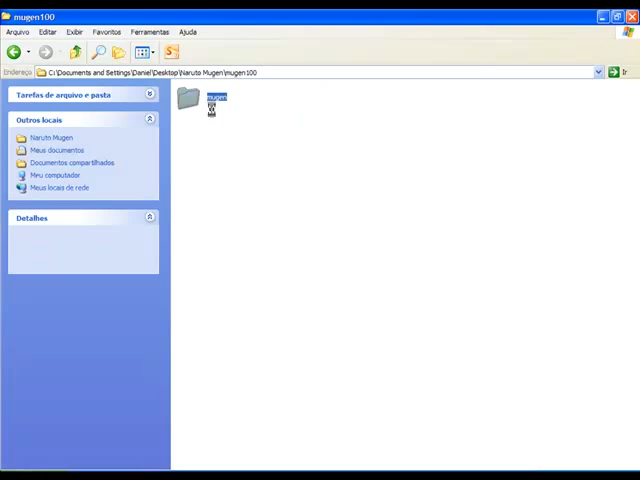 mugen100
Arquivo Editar Exibir Favoritos Ferramentas Ajuda
Endereço C:\Documents and Settings\Daniel\Desktop\Naruto Mugen\mugen100 Ir
Tarefas de arquivo e pasta
Outros locais
Naruto Mugen
Meus documentos
Documentos compartilhados
Meu computador
Meus locais de rede
Detalhes
mugen